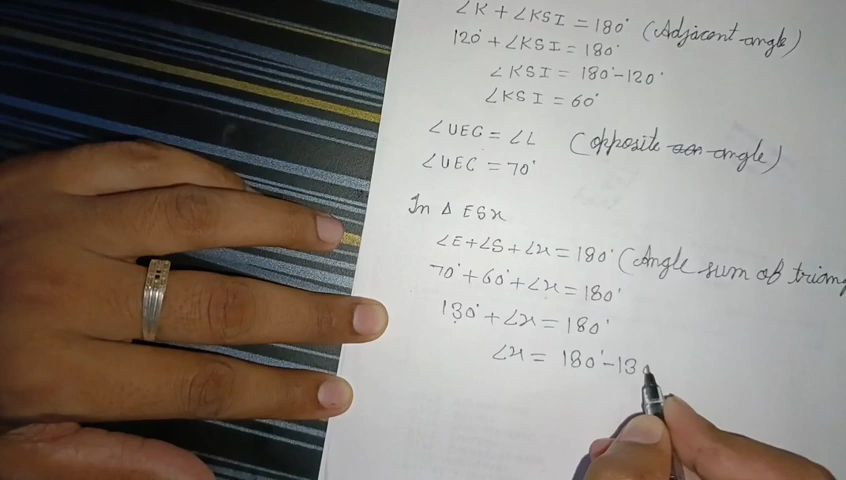 ∠K + ∠KSI = 180° (Adjacent angle)
120° + ∠KSI = 180°
∠KSI = 180° - 120°
∠KSI = 60°
∠UEC = ∠L (opposite angle)
∠UEC = 70°
In Δ ESx
∠E + ∠S + ∠x = 180° (Angle sum of triang
70° + 60° + ∠x = 180°
130° + ∠x = 180°
∠x = 180° - 13